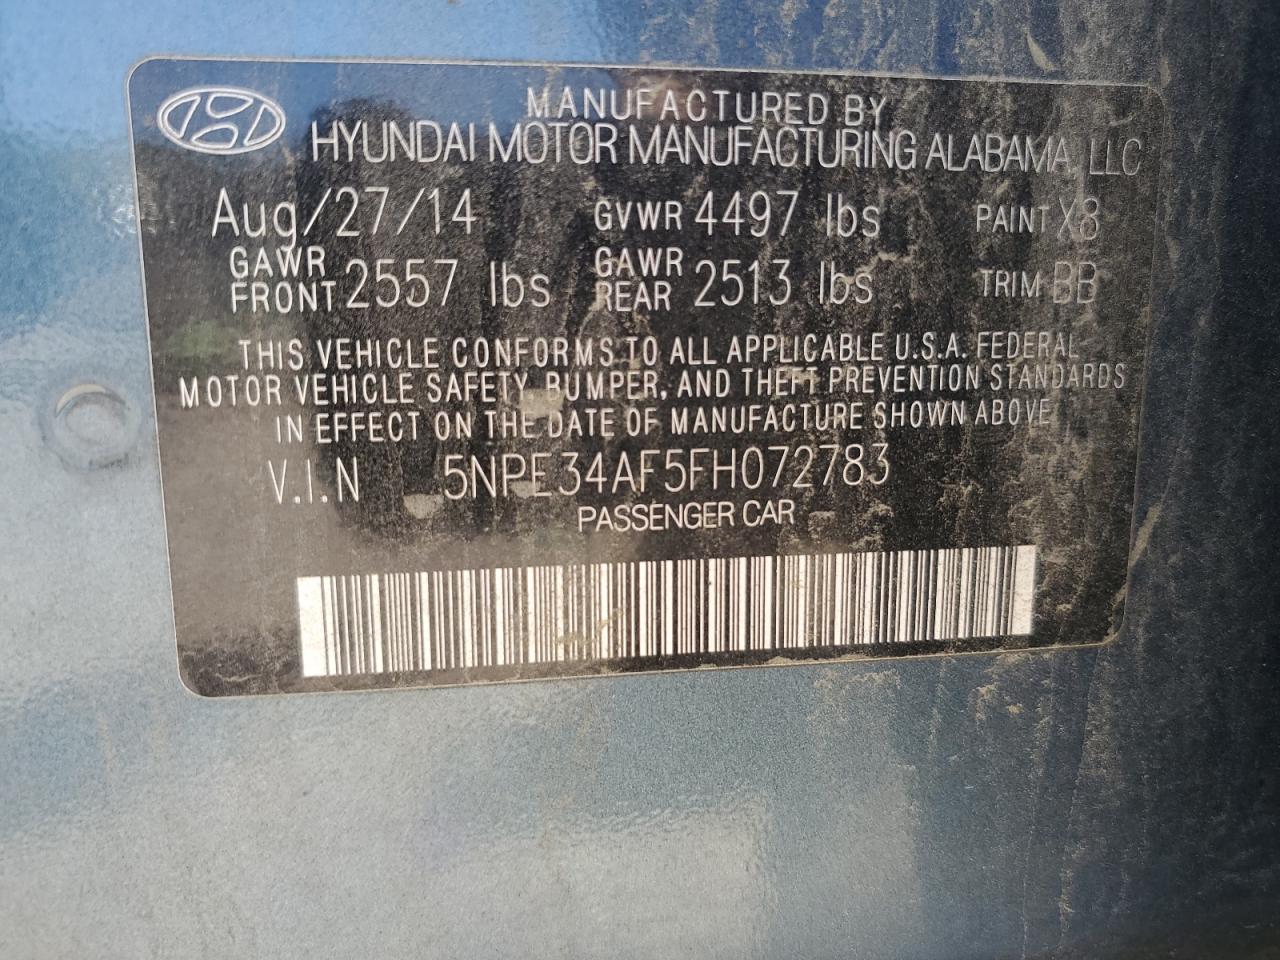 MANUFACTURED BY
HYUNDAI MOTOR MANUFACTURING ALABAMA, LLC
Aug/27/14 GVWR 4497 lbs PAINT X8
GAWR FRONT 2557 lbs GAWR REAR 2513 lbs TRIM BB
THIS VEHICLE CONFORMS TO ALL APPLICABLE U.S.A. FEDERAL
MOTOR VEHICLE SAFETY, BUMPER, AND THEFT PREVENTION STANDARDS
IN EFFECT ON THE DATE OF MANUFACTURE SHOWN ABOVE
V.I.N 5NPE34AF5FH072783
PASSENGER CAR